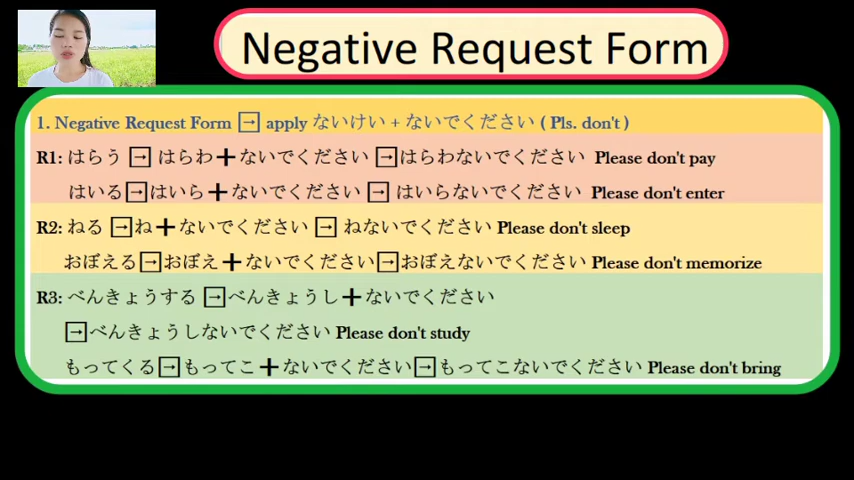 Negative Request Form
1. Negative Request Form → apply ないけい + ないでください ( Pls. don't )
R1: はらう → はらわ+ないでください →はらわないでください Please don't pay
はいる→はいら+ないでください → はいらないでください Please don't enter
R2: ねる →ね+ないでください → ねないでください Please don't sleep
おぼえる→おぼえ+ないでください→おぼえないでください Please don't memorize
R3: べんきょうする →べんきょうし+ないでください
→べんきょうしないでください Please don't study
もってくる→もってこ+ないでください→もってこないでください Please don't bring